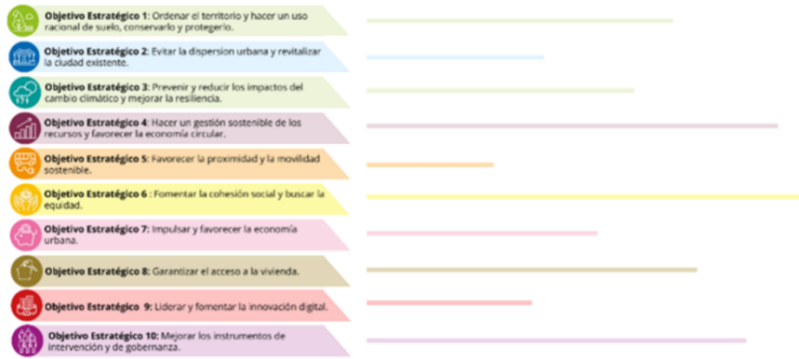 Objetivo Estratégico 1: Ordenar el territorio y hacer un uso
racional de suelo, conservarlo y protegerlo.
Objetivo Estratégico 2: Evitar la dispersion urbana y revitalizar
la ciudad existente.
Objetivo Estratégico 3: Prevenir y reducir los impactos del
cambio climático y mejorar la resiliencia.
Objetivo Estratégico 4: Hacer un gestión sostenible de los
recursos y favorecer la economía circular.
Objetivo Estratégico 5: Favorecer la proximidad y la movilidad
sostenible.
Objetivo Estratégico 6 : Fomentar la cohesión social y buscar la
equidad.
Objetivo Estratégico 7: Impulsar y favorecer la economía
urbana.
Objetivo Estratégico 8: Garantizar el acceso a la vivienda.
Objetivo Estratégico 9: Liderar y fomentar la innovación digital.
Objetivo Estratégico 10: Mejorar los instrumentos de
intervención y de gobernanza.